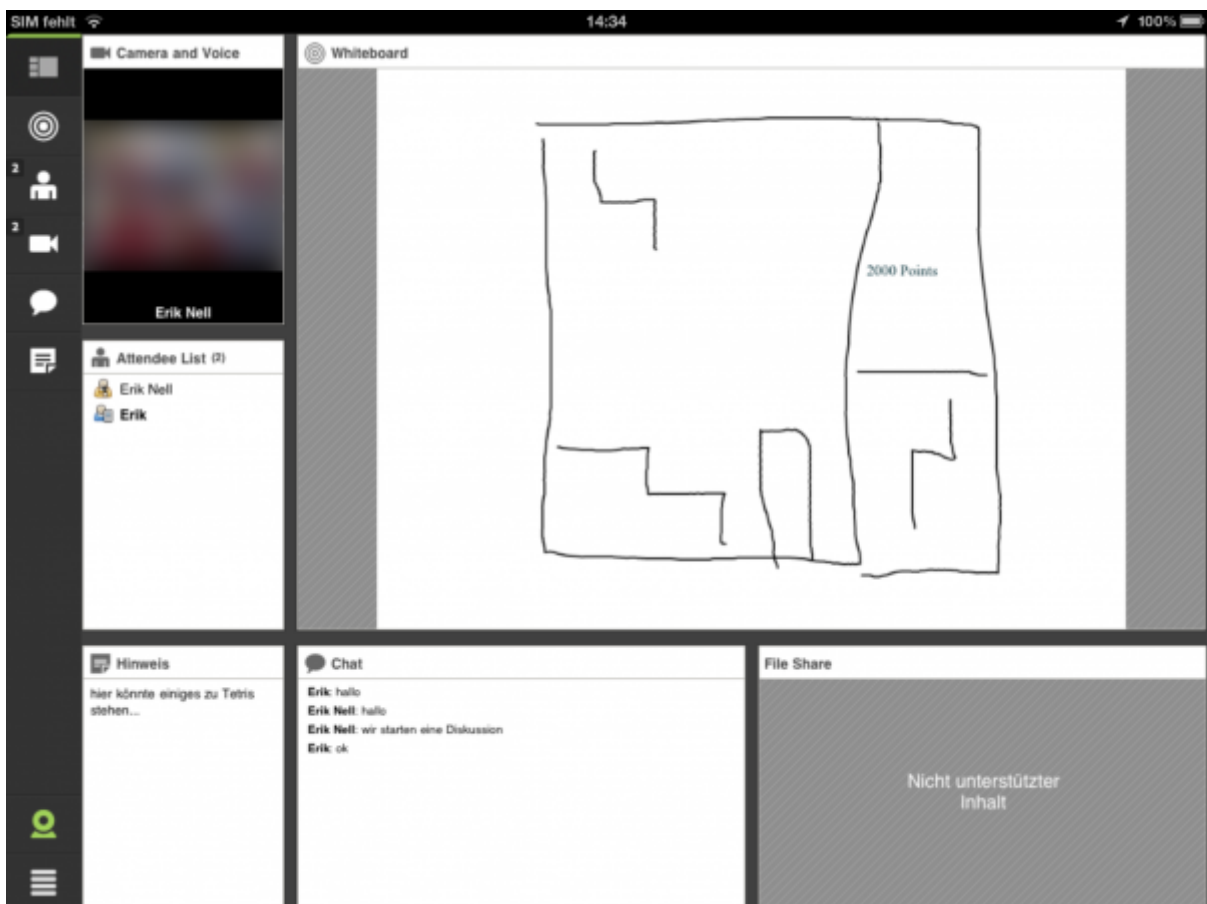 SIM fehlt
14:34
100%
Camera and Voice
Erik Nell
2
2
Attendee List (2)
Erik Nell
Erik
Whiteboard
2000 Points
Hinweis
hier könnte einiges zu Tetris
stehen...
Chat
Erik: hallo
Erik Nell: hallo
Erik Nell: wir starten eine Diskussion
Erik: ok
File Share
Nicht unterstützter
Inhalt